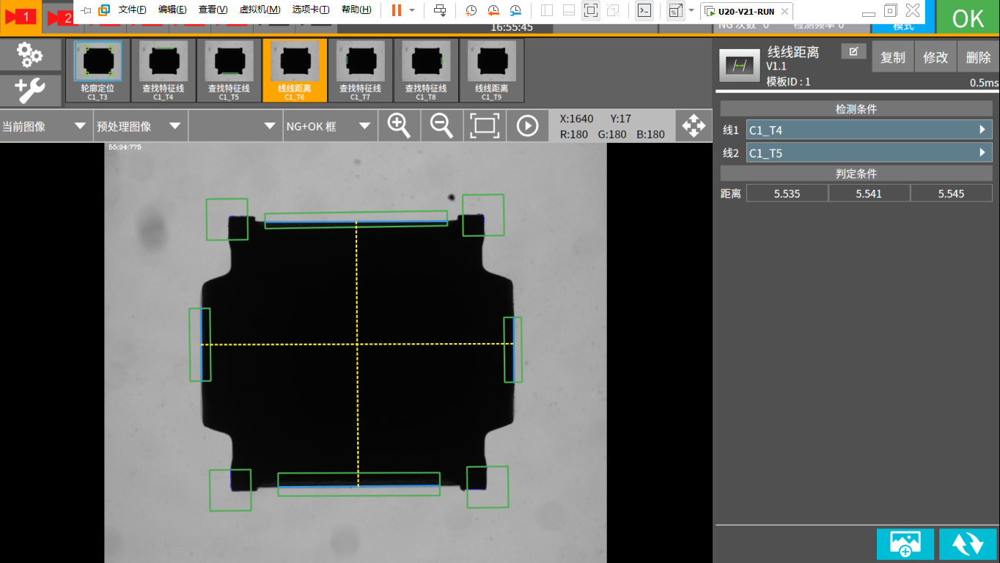 1
2
文件(F) 编辑(E) 查看(V) 虚拟机(M) 选项卡(T) 帮助(H)
U20-V21-RUN
OK
16:55:45
NG 次数 0 检测频率 0
模式
轮廓定位
C1_T3
查找特征线
C1_T4
查找特征线
C1_T5
线线距离
C1_T6
查找特征线
C1_T7
查找特征线
C1_T8
线线距离
C1_T9
线线距离
V1.1
模板ID : 1
复制 修改 删除
0.5ms
当前图像 预处理图像 NG+OK 框
X:1640 Y:17
R:180 G:180 B:180
55:34:775
检测条件
线1 C1_T4
线2 C1_T5
判定条件
距离 5.535 5.541 5.545